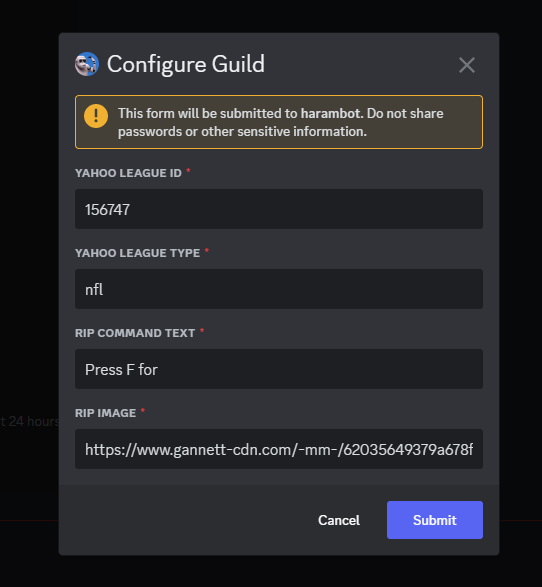 Configure Guild
This form will be submitted to harambot. Do not share
passwords or other sensitive information.
YAHOO LEAGUE ID *
156747
YAHOO LEAGUE TYPE *
nfl
RIP COMMAND TEXT *
Press F for
RIP IMAGE *
t 24 hours
https://www.gannett-cdn.com/-mm-/62035649379a678f
Cancel
Submit